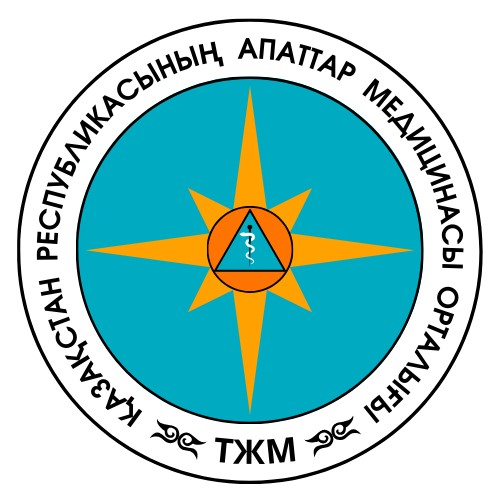 ҚАЗАҚСТАН РЕСПУБЛИКАСЫНЫҢ АПАТТАР МЕДИЦИНАСЫ ОРТАЛЫҒЫ
ТЖМ